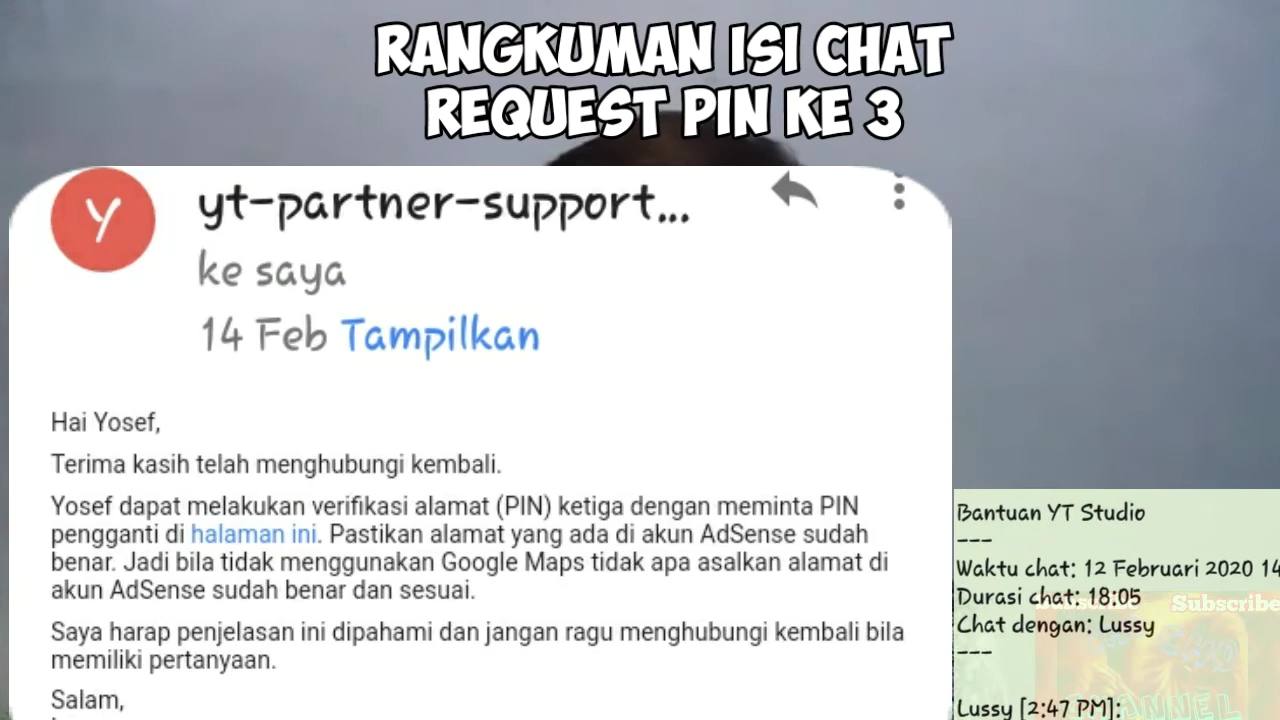 RANGKUMAN ISI CHAT
REQUEST PIN KE 3
Y
yt-partner-support...
ke saya
14 Feb Tampilkan
Hai Yosef,
Terima kasih telah menghubungi kembali.
Yosef dapat melakukan verifikasi alamat (PIN) ketiga dengan meminta PIN
pengganti di halaman ini. Pastikan alamat yang ada di akun AdSense sudah
benar. Jadi bila tidak menggunakan Google Maps tidak apa asalkan alamat di
akun AdSense sudah benar dan sesuai.
Saya harap penjelasan ini dipahami dan jangan ragu menghubungi kembali bila
memiliki pertanyaan.
Salam,
Bantuan YT Studio
---
Waktu chat: 12 Februari 2020 14
Durasi chat: 18:05
Subscribe
Chat dengan: Lussy
---
CHANNEL
Lussy [2:47 PM]: